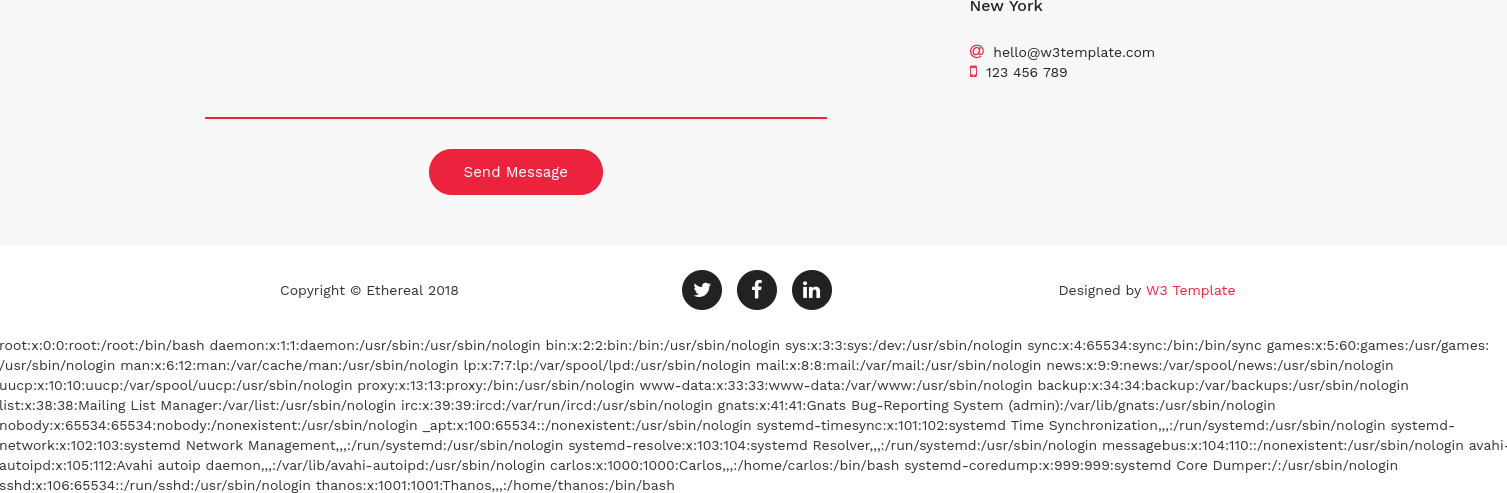 New York
@ hello@w3template.com
123 456 789
Send Message
Copyright © Ethereal 2018
Designed by W3 Template
root:x:0:0:root:/root:/bin/bash daemon:x:1:1:daemon:/usr/sbin:/usr/sbin/nologin bin:x:2:2:bin:/bin:/usr/sbin/nologin sys:x:3:3:sys:/dev:/usr/sbin/nologin sync:x:4:65534:sync:/bin:/bin/sync games:x:5:60:games:/usr/games:
/usr/sbin/nologin man:x:6:12:man:/var/cache/man:/usr/sbin/nologin lp:x:7:7:lp:/var/spool/lpd:/usr/sbin/nologin mail:x:8:8:mail:/var/mail:/usr/sbin/nologin news:x:9:9:news:/var/spool/news:/usr/sbin/nologin
uucp:x:10:10:uucp:/var/spool/uucp:/usr/sbin/nologin proxy:x:13:13:proxy:/bin:/usr/sbin/nologin www-data:x:33:33:www-data:/var/www:/usr/sbin/nologin backup:x:34:34:backup:/var/backups:/usr/sbin/nologin
list:x:38:38:Mailing List Manager:/var/list:/usr/sbin/nologin irc:x:39:39:ircd:/var/run/ircd:/usr/sbin/nologin gnats:x:41:41:Gnats Bug-Reporting System (admin):/var/lib/gnats:/usr/sbin/nologin
nobody:x:65534:65534:nobody:/nonexistent:/usr/sbin/nologin _apt:x:100:65534::/nonexistent:/usr/sbin/nologin systemd-timesync:x:101:102:systemd Time Synchronization,,,:/run/systemd:/usr/sbin/nologin systemd-
network:x:102:103:systemd Network Management,,,:/run/systemd:/usr/sbin/nologin systemd-resolve:x:103:104:systemd Resolver,,,:/run/systemd:/usr/sbin/nologin messagebus:x:104:110::/nonexistent:/usr/sbin/nologin avahi-
autoipd:x:105:112:Avahi autoip daemon,,,:/var/lib/avahi-autoipd:/usr/sbin/nologin carlos:x:1000:1000:Carlos,,,:/home/carlos:/bin/bash systemd-coredump:x:999:999:systemd Core Dumper:/:/usr/sbin/nologin
sshd:x:106:65534::/run/sshd:/usr/sbin/nologin thanos:x:1001:1001:Thanos,,,:/home/thanos:/bin/bash